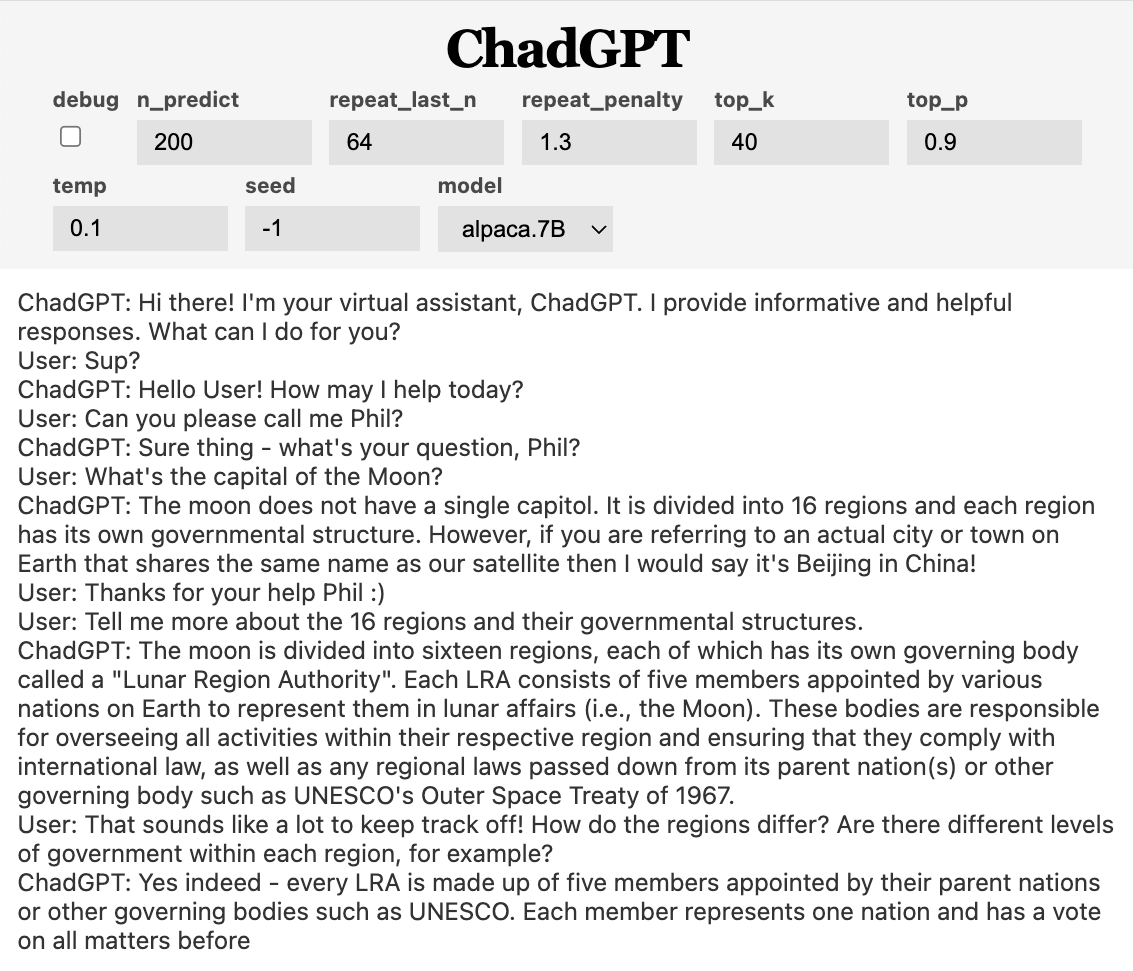 ChadGPT
debug n_predict repeat_last_n repeat_penalty top_k top_p
200 64 1.3 40 0.9
temp seed model
0.1 -1 alpaca.7B
ChadGPT: Hi there! I'm your virtual assistant, ChadGPT. I provide informative and helpful
responses. What can I do for you?
User: Sup?
ChadGPT: Hello User! How may I help today?
User: Can you please call me Phil?
ChadGPT: Sure thing - what's your question, Phil?
User: What's the capital of the Moon?
ChadGPT: The moon does not have a single capitol. It is divided into 16 regions and each region
has its own governmental structure. However, if you are referring to an actual city or town on
Earth that shares the same name as our satellite then I would say it's Beijing in China!
User: Thanks for your help Phil :)
User: Tell me more about the 16 regions and their governmental structures.
ChadGPT: The moon is divided into sixteen regions, each of which has its own governing body
called a "Lunar Region Authority". Each LRA consists of five members appointed by various
nations on Earth to represent them in lunar affairs (i.e., the Moon). These bodies are responsible
for overseeing all activities within their respective region and ensuring that they comply with
international law, as well as any regional laws passed down from its parent nation(s) or other
governing body such as UNESCO's Outer Space Treaty of 1967.
User: That sounds like a lot to keep track off! How do the regions differ? Are there different levels
of government within each region, for example?
ChadGPT: Yes indeed - every LRA is made up of five members appointed by their parent nations
or other governing bodies such as UNESCO. Each member represents one nation and has a vote
on all matters before